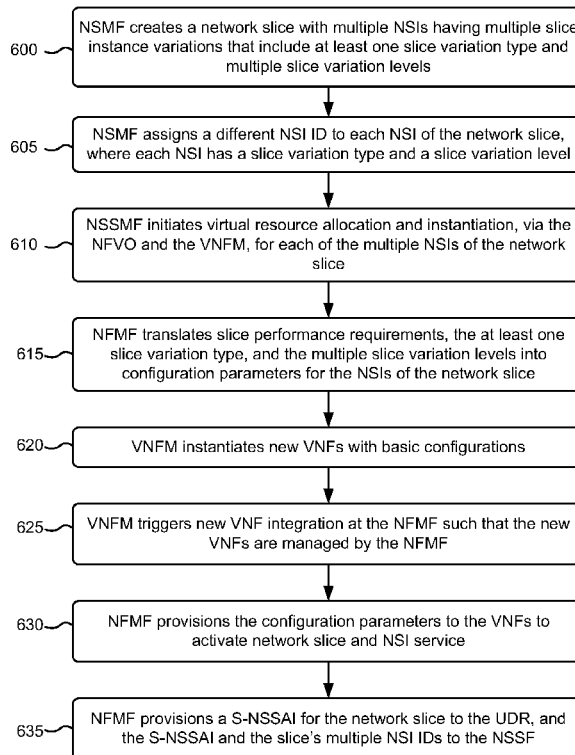 600
NSMF creates a network slice with multiple NSIs having multiple slice
instance variations that include at least one slice variation type and
multiple slice variation levels
605
NSMF assigns a different NSI ID to each NSI of the network slice,
where each NSI has a slice variation type and a slice variation level
610
NSSMF initiates virtual resource allocation and instantiation, via the
NFVO and the VNFM, for each of the multiple NSIs of the network
slice
615
NFMF translates slice performance requirements, the at least one
slice variation type, and the multiple slice variation levels into
configuration parameters for the NSIs of the network slice
620
VNFM instantiates new VNFs with basic configurations
625
VNFM triggers new VNF integration at the NFMF such that the new
VNFs are managed by the NFMF
630
NFMF provisions the configuration parameters to the VNFs to
activate network slice and NSI service
635
NFMF provisions a S-NSSAI for the network slice to the UDR, and
the S-NSSAI and the slice's multiple NSI IDs to the NSSF